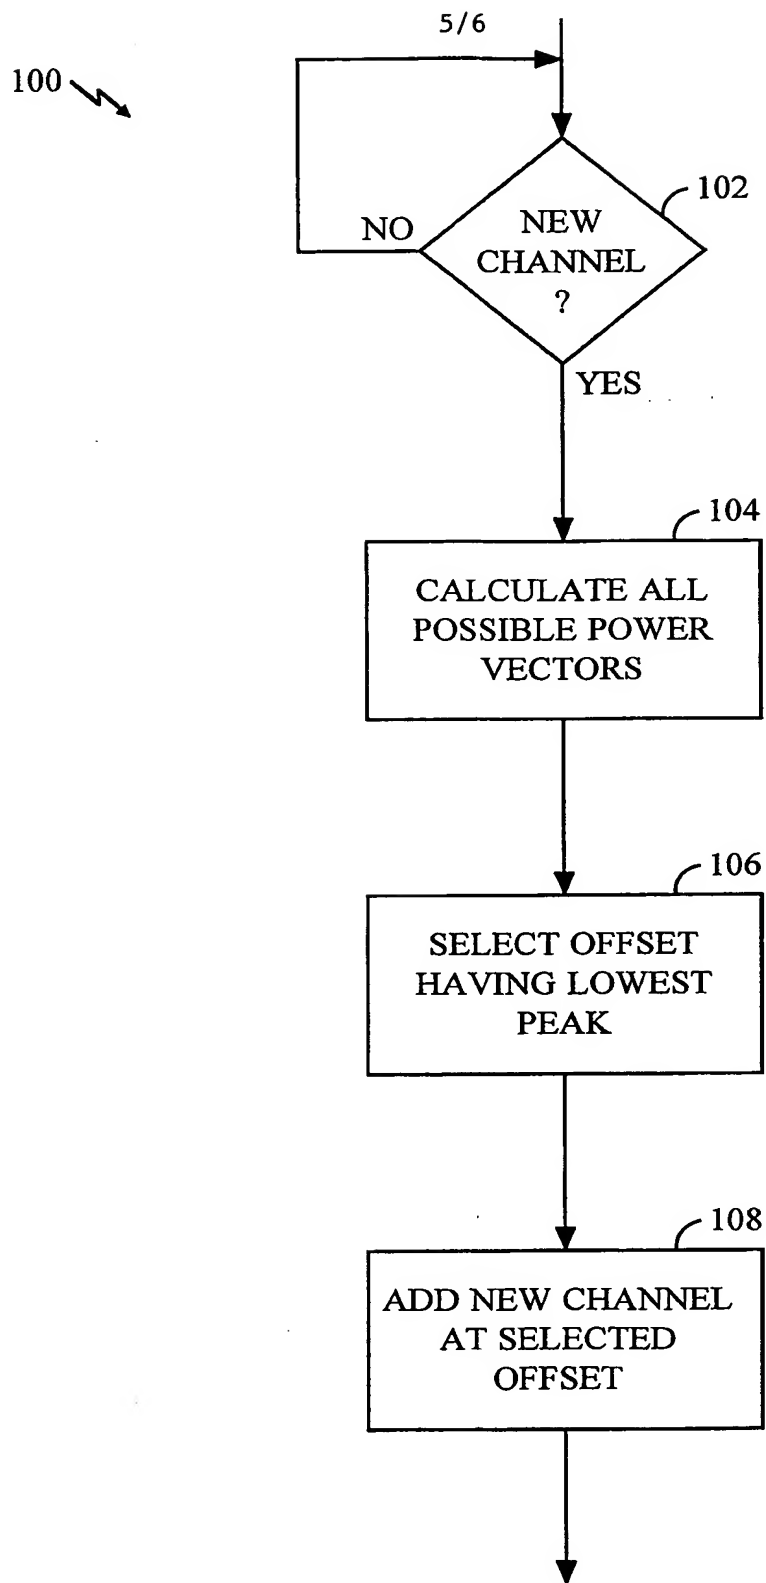 5/6
100
102
NEW
CHANNEL
?
NO
YES
104
CALCULATE ALL
POSSIBLE POWER
VECTORS
106
SELECT OFFSET
HAVING LOWEST
PEAK
108
ADD NEW CHANNEL
AT SELECTED
OFFSET